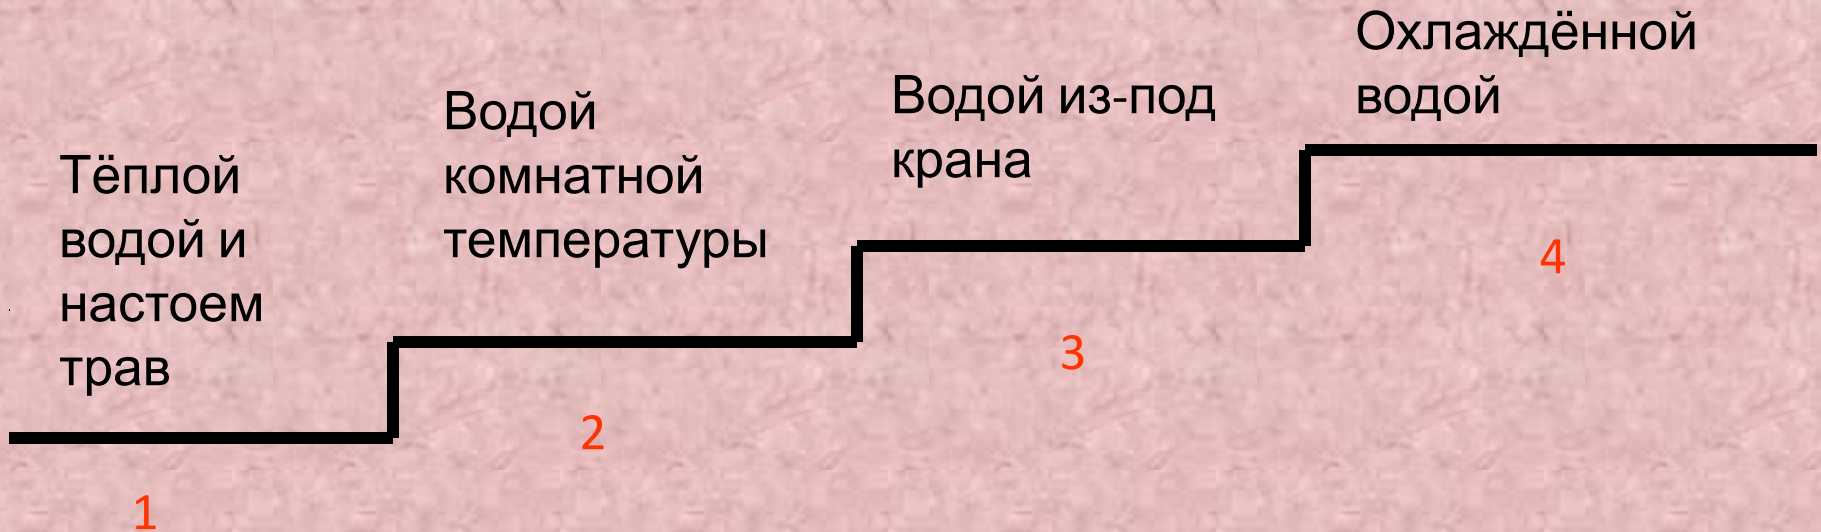 Тёплой
водой и
настоем
трав
1
Водой
комнатной
температуры
2
Водой из-под
крана
3
Охлаждённой
водой
4